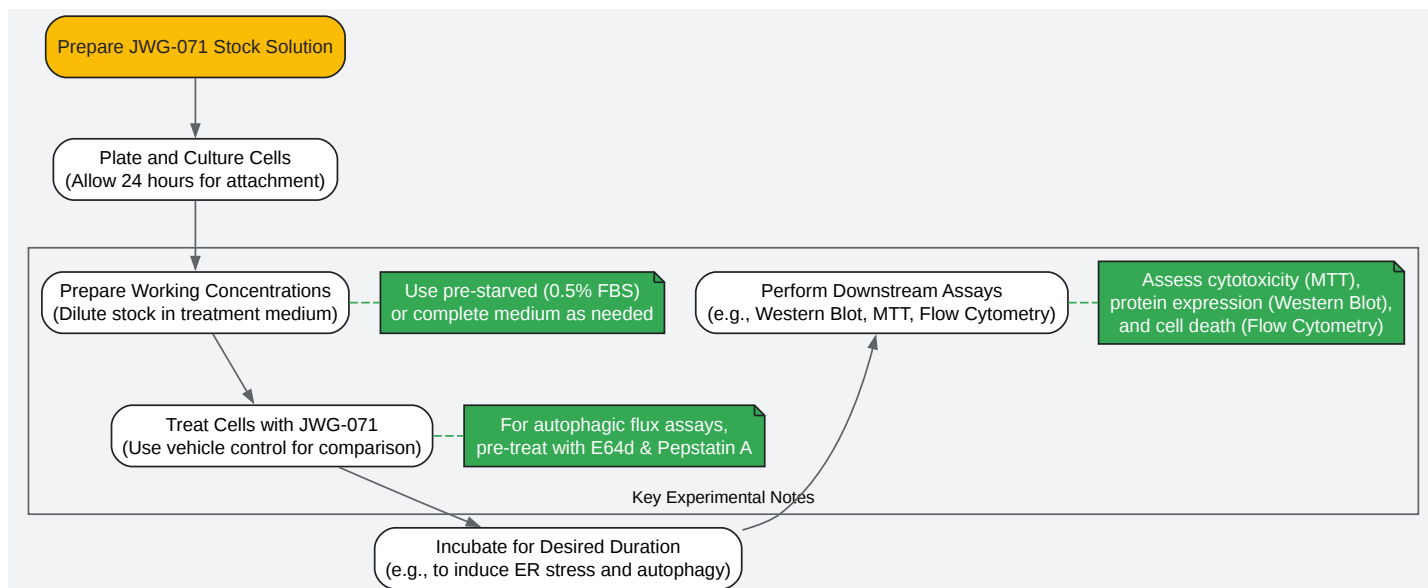 Prepare JWG-071 Stock Solution
Plate and Culture Cells
(Allow 24 hours for attachment)
Prepare Working Concentrations
(Dilute stock in treatment medium)
Use pre-starved (0.5% FBS)
or complete medium as needed
Perform Downstream Assays
(e.g., Western Blot, MTT, Flow Cytometry)
Assess cytotoxicity (MTT),
protein expression (Western Blot),
and cell death (Flow Cytometry)
Treat Cells with JWG-071
(Use vehicle control for comparison)
For autophagic flux assays,
pre-treat with E64d & Pepstatin A
Key Experimental Notes
Incubate for Desired Duration
(e.g., to induce ER stress and autophagy)